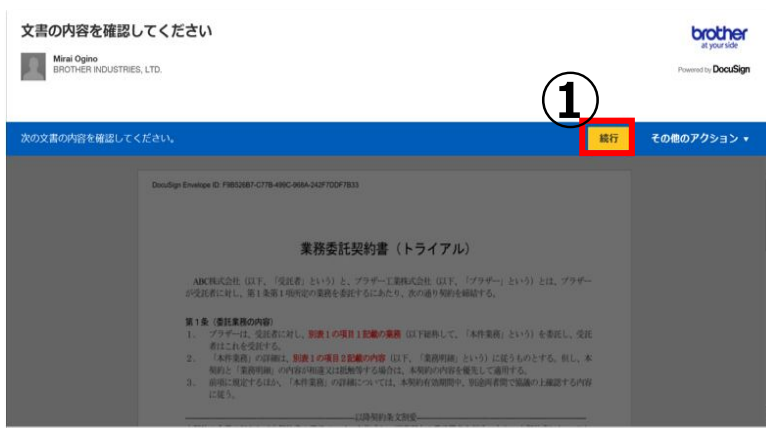 文書の内容を確認してください
brother
at your side
Mirai Ogino
BROTHER INDUSTRIES, LTD.
Powered by DocuSign
①
次の文書の内容を確認してください。
続行
その他のアクション ▼
DocuSign Envelope ID: F9B526B7-C77B-499C-968A-242F7DDF7B33
業務委託契約書（トライアル）
ABC株式会社（以下、「受託者」という）と、ブラザー工業株式会社（以下、「ブラザー」という）とは、ブラザー
が受託者に対し、第１条第１項所定の業務を委託するにあたり、次の通り契約を締結する。
第１条（委託業務の内容）
1. ブラザーは、受託者に対し、別表１の項目１記載の業務（以下総称して、「本件業務」という）を委託し、受託
者はこれを受託する。
2. 「本件業務」の詳細は、別表１の項目２記載の内容（以下、「業務明細」という）に従うものとする。但し、本
契約と「業務明細」の内容が相違又は抵触等する場合は、本契約の内容を優先して適用する。
3. 前項に規定するほか、「本件業務」の詳細については、本契約有効期間中、別途両者間で協議の上確認する内容
に従う。
以降契約条文割愛